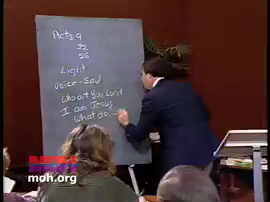 Acts 9
22
26
Light
Voice - Saul
Who art You Lord
I am Jesus
What do
moh.org